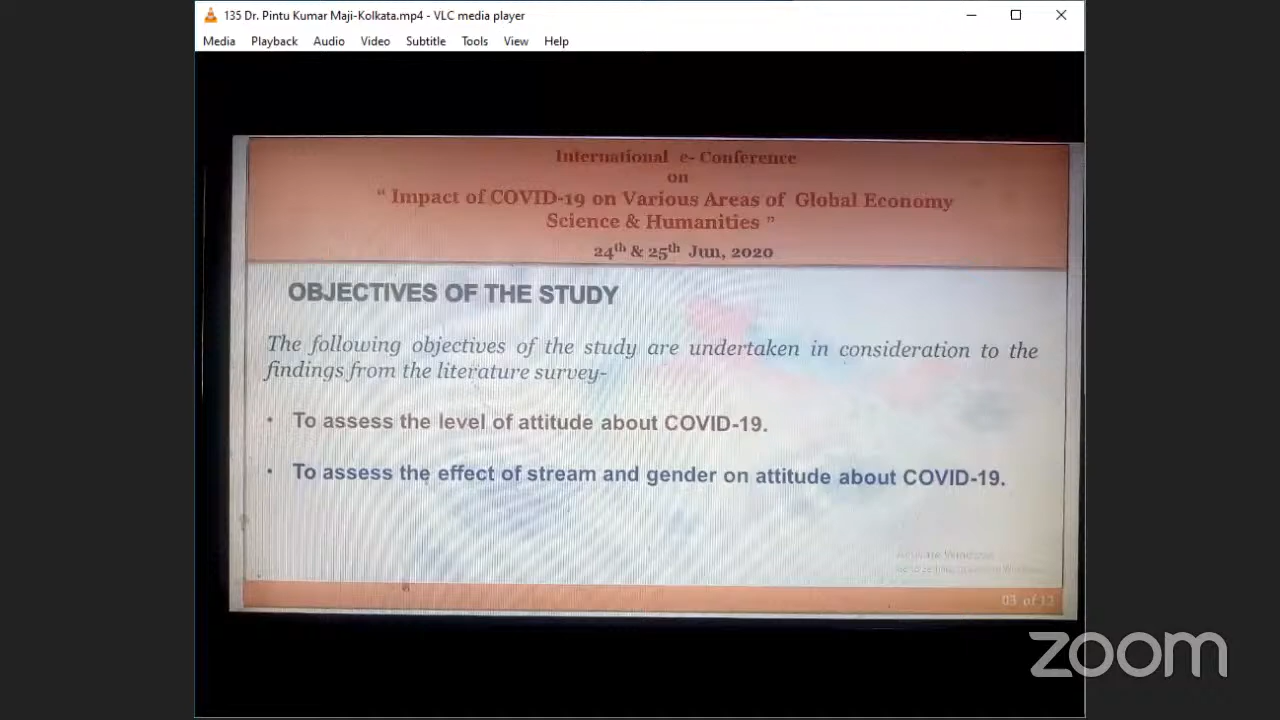 135 Dr. Pintu Kumar Maji-Kolkata.mp4 - VLC media player
Media Playback Audio Video Subtitle Tools View Help
International e- Conference
on
“ Impact of COVID-19 on Various Areas of Global Economy
Science & Humanities ”
24th & 25th Jun, 2020
OBJECTIVES OF THE STUDY
The following objectives of the study are undertaken in consideration to the
findings from the literature survey-
• To assess the level of attitude about COVID-19.
• To assess the effect of stream and gender on attitude about COVID-19.
Activate Windows
03 of 12
zoom